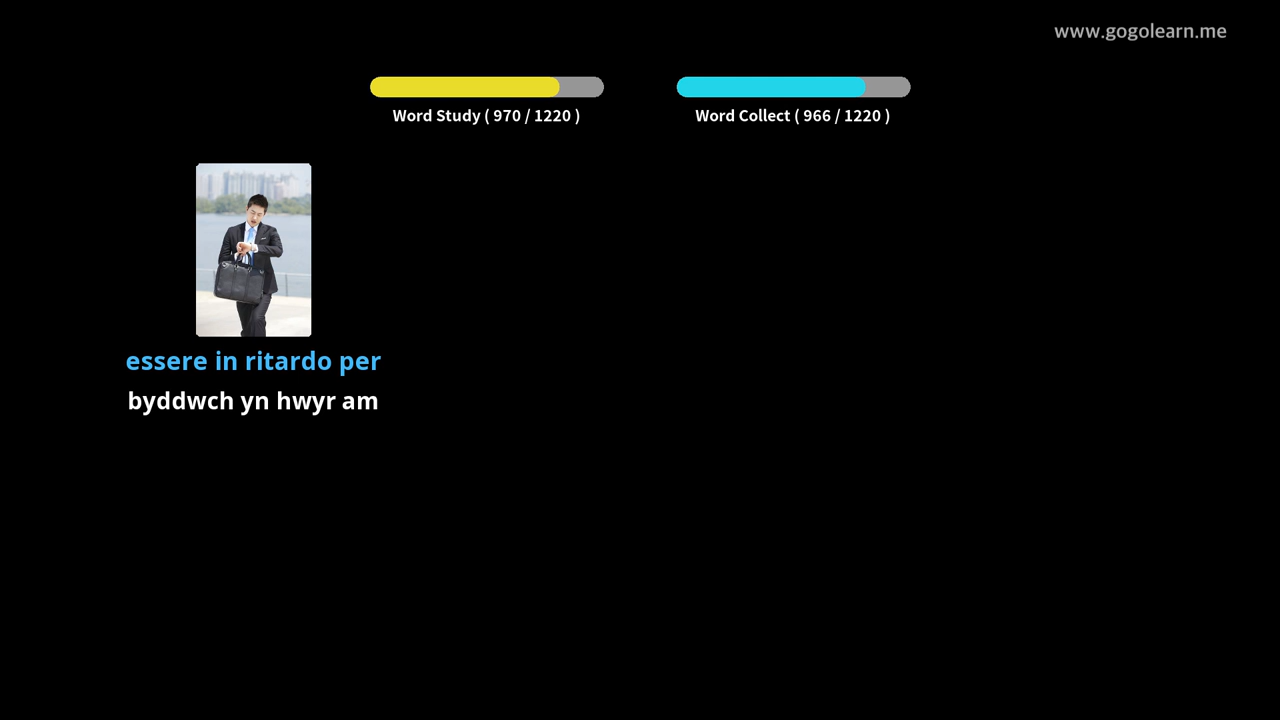 www.gogolearn.me
Word Study ( 970 / 1220 )
Word Collect ( 966 / 1220 )
essere in ritardo per
byddwch yn hwyr am